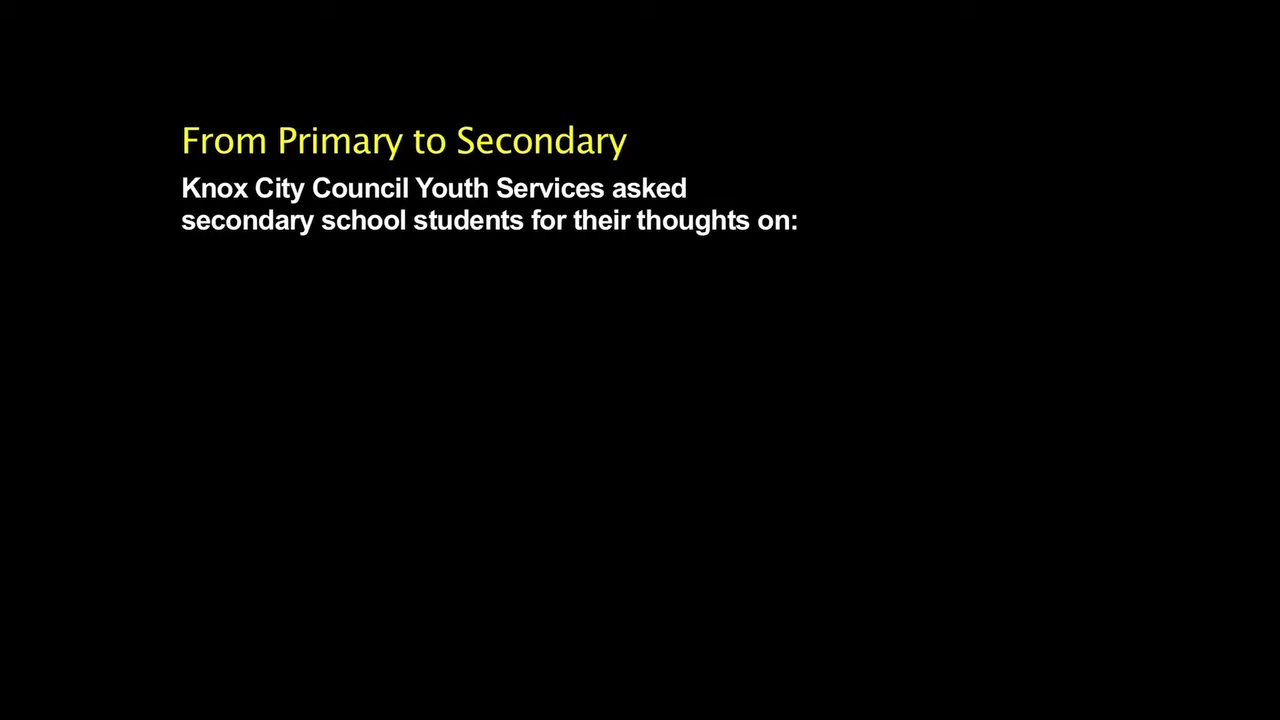 From Primary to Secondary
Knox City Council Youth Services asked
secondary school students for their thoughts on: